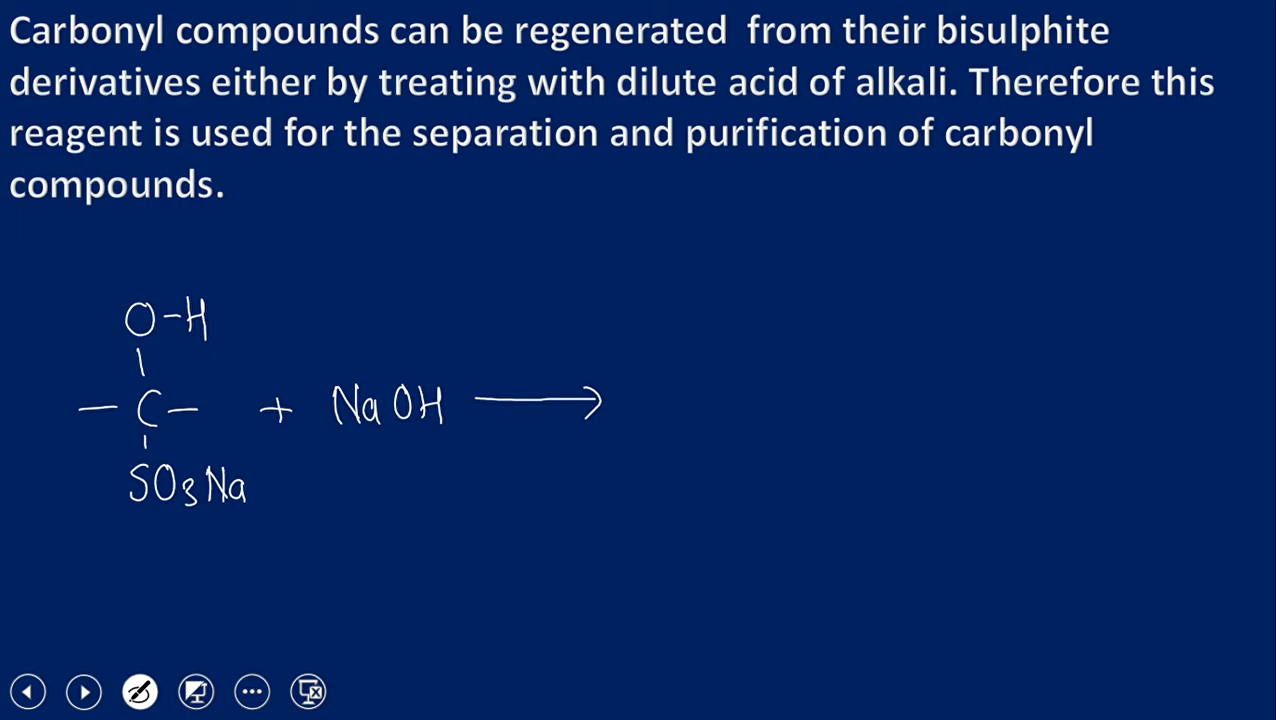 Carbonyl compounds can be regenerated from their bisulphite
derivatives either by treating with dilute acid of alkali. Therefore this
reagent is used for the separation and purification of carbonyl
compounds.
O-H
|
— C — + NaOH ⟶
|
SO₃Na